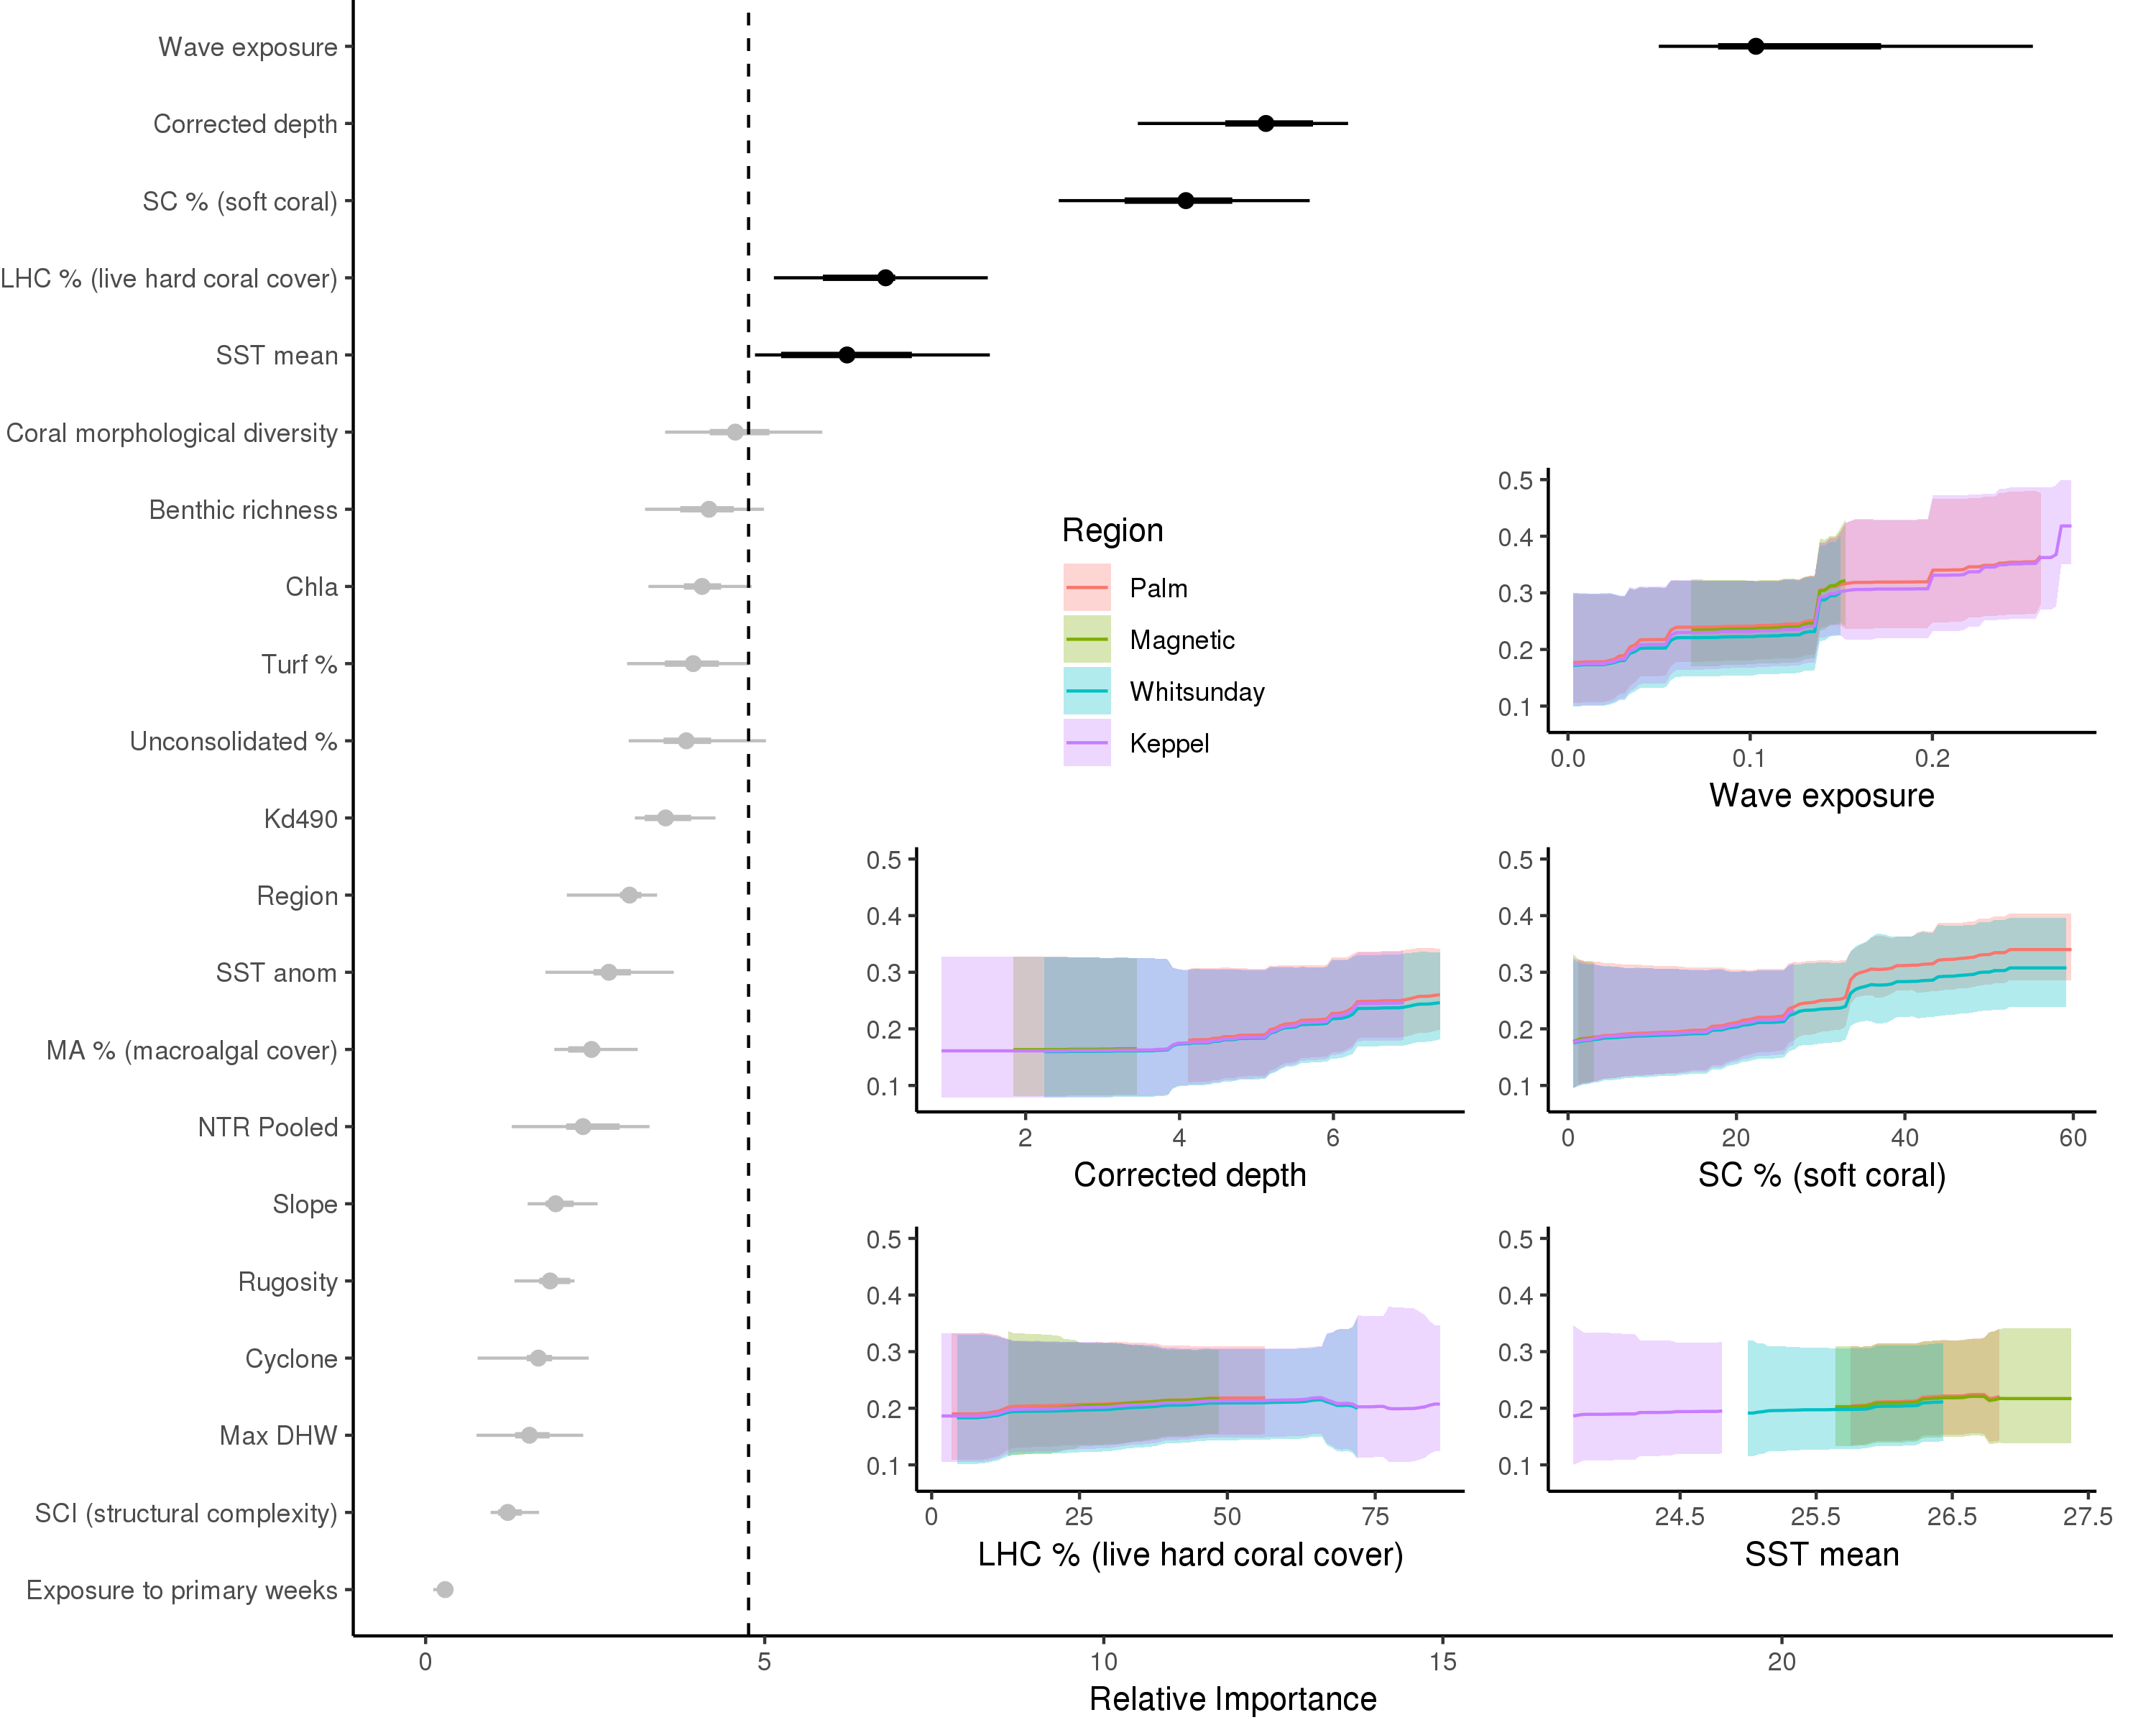 Wave exposure
Corrected depth
SC % (soft coral)
LHC % (live hard coral cover)
SST mean
Coral morphological diversity
Benthic richness
Chla
Turf %
Unconsolidated %
Kd490
Region
SST anom
MA % (macroalgal cover)
NTR Pooled
Slope
Rugosity
Cyclone
Max DHW
SCI (structural complexity)
Exposure to primary weeks
0 5 10 15 20
Relative Importance
Region
Palm
Magnetic
Whitsunday
Keppel
0.5
0.4
0.3
0.2
0.1
0.0 0.1 0.2
Wave exposure
0.5
0.4
0.3
0.2
0.1
2 4 6
Corrected depth
0.5
0.4
0.3
0.2
0.1
0 20 40 60
SC % (soft coral)
0.5
0.4
0.3
0.2
0.1
0 25 50 75
LHC % (live hard coral cover)
0.5
0.4
0.3
0.2
0.1
24.5 25.5 26.5 27.5
SST mean